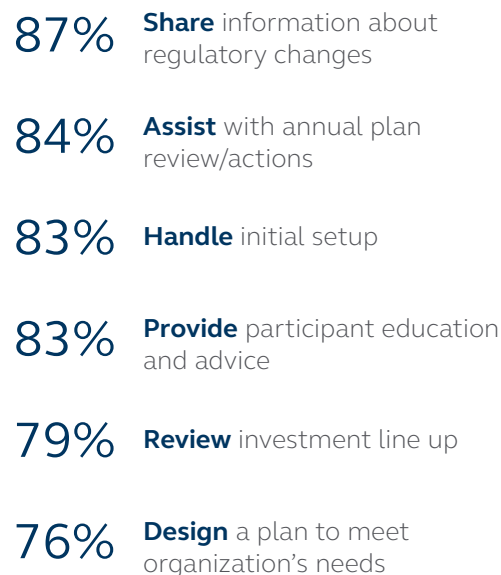 87% Share information about
regulatory changes
84% Assist with annual plan
review/actions
83% Handle initial setup
83% Provide participant education
and advice
79% Review investment line up
76% Design a plan to meet
organization’s needs